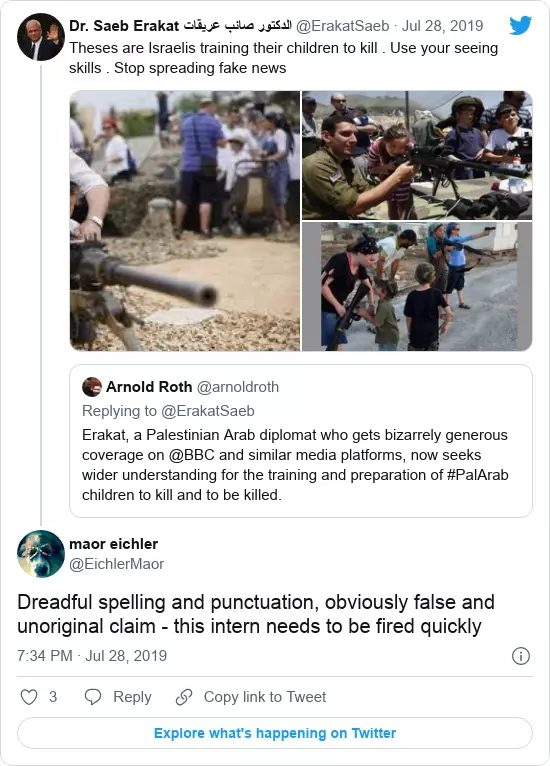 Dr. Saeb Erakat الدكتور صائب عريقات @ErakatSaeb · Jul 28, 2019
Theses are Israelis training their children to kill . Use your seeing
skills . Stop spreading fake news
Arnold Roth @arnoldroth
Replying to @ErakatSaeb
Erakat, a Palestinian Arab diplomat who gets bizarrely generous
coverage on @BBC and similar media platforms, now seeks
wider understanding for the training and preparation of #PalArab
children to kill and to be killed.
maor eichler
@EichlerMaor
Dreadful spelling and punctuation, obviously false and
unoriginal claim - this intern needs to be fired quickly
7:34 PM · Jul 28, 2019
3 Reply Copy link to Tweet
Explore what's happening on Twitter